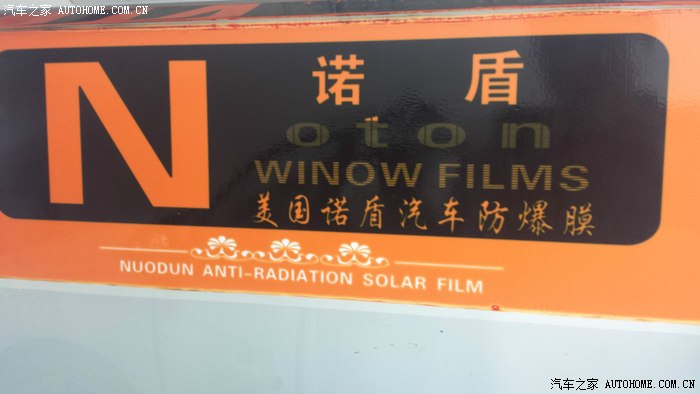 汽车之家 AUTOHOME.COM.CN
N
诺 盾
oton
WINOW FILMS
美国诺盾汽车防爆膜
NUODUN ANTI-RADIATION SOLAR FILM
汽车之家 AUTOHOME.COM.CN